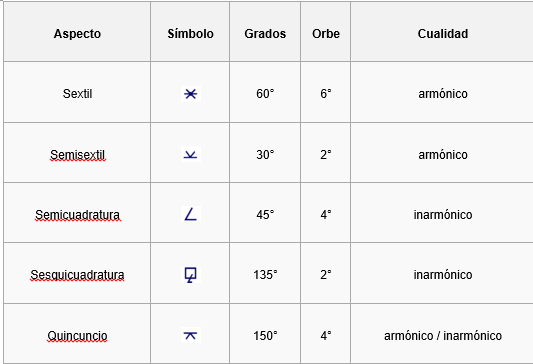 Aspecto Símbolo Grados Orbe Cualidad
Sextil 60° 6° armónico
Semisextil 30° 2° armónico
Semicuadratura 45° 4° inarmónico
Sesquicuadratura 135° 2° inarmónico
Quincuncio 150° 4° armónico / inarmónico